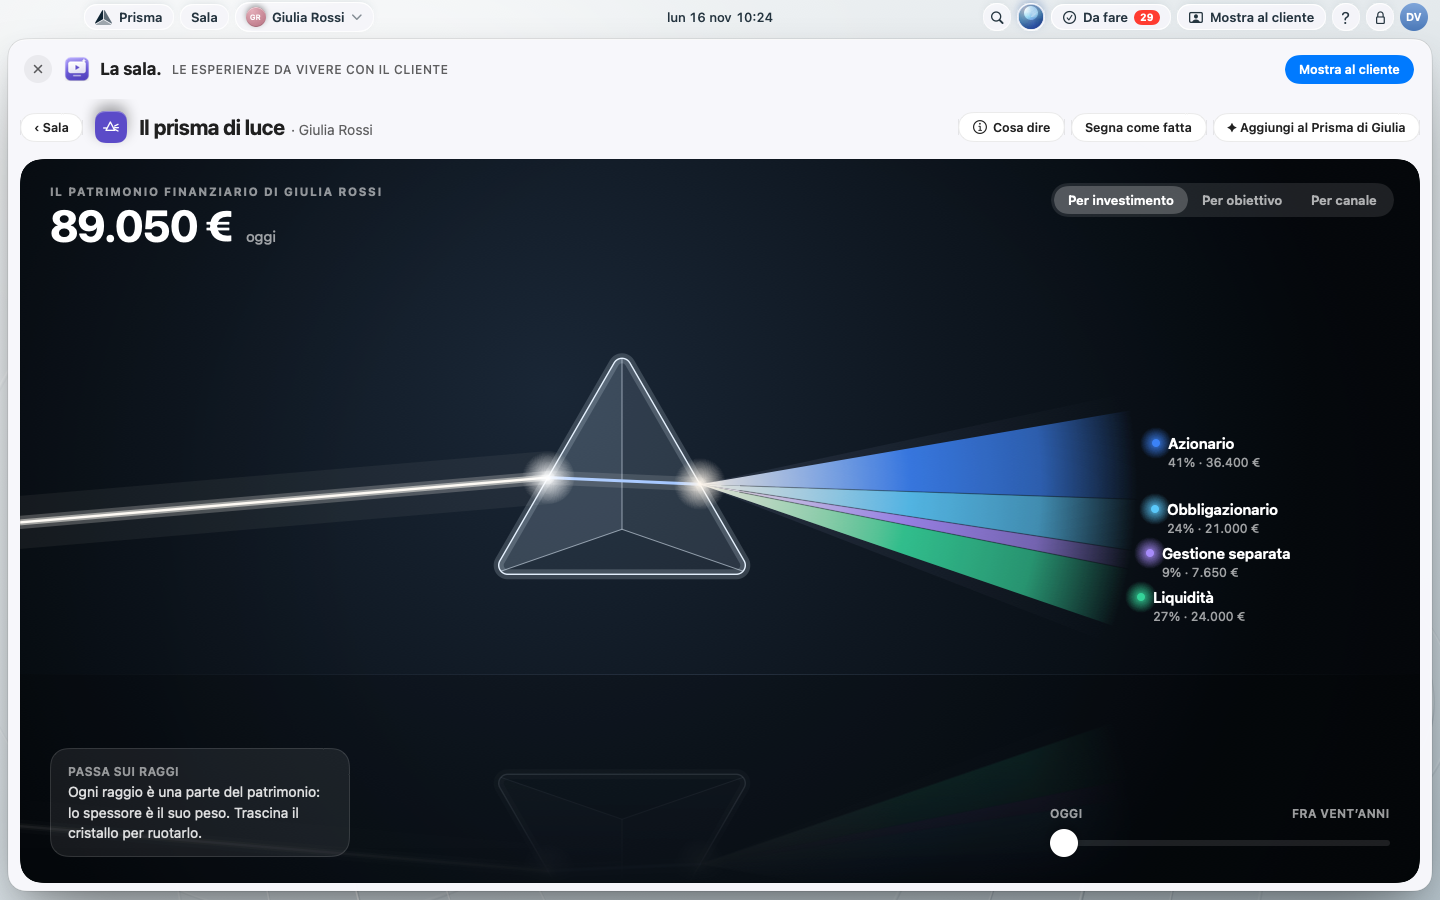 Prisma
Sala
GR Giulia Rossi
lun 16 nov 10:24
Da fare 29
Mostra al cliente
?
DV
La sala. LE ESPERIENZE DA VIVERE CON IL CLIENTE
Mostra al cliente
‹ Sala
Il prisma di luce · Giulia Rossi
Cosa dire
Segna come fatta
Aggiungi al Prisma di Giulia
IL PATRIMONIO FINANZIARIO DI GIULIA ROSSI
89.050 € oggi
Per investimento
Per obiettivo
Per canale
Azionario
41% · 36.400 €
Obbligazionario
24% · 21.000 €
Gestione separata
9% · 7.650 €
Liquidità
27% · 24.000 €
PASSA SUI RAGGI
Ogni raggio è una parte del patrimonio:
lo spessore è il suo peso. Trascina il
cristallo per ruotarlo.
OGGI
FRA VENT'ANNI